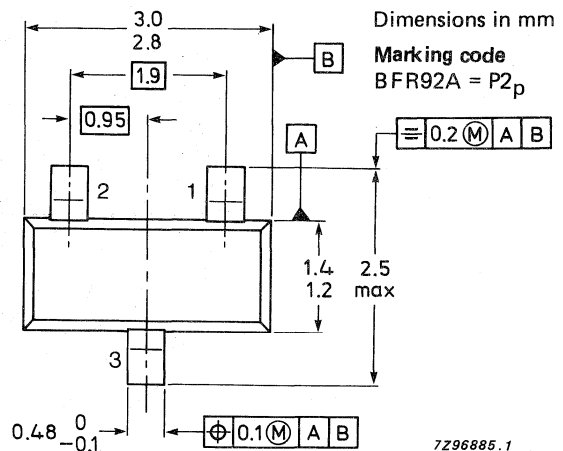 3.0
2.8
Dimensions in mm
B
Marking code
BFR92A = P2p
1.9
0.95
A
⌯ 0.2 Ⓜ A B
2
1
1.4
1.2
2.5
max
3
0.48 0
-0.1
⌖ 0.1 Ⓜ A B
7Z96885.1